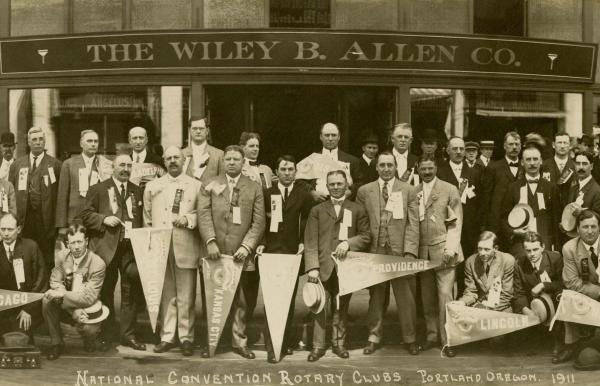 THE WILEY B. ALLEN CO.
PROVIDENCE
KANSAS CITY
CAGO
LINCOLN
NATIONAL CONVENTION ROTARY CLUBS - PORTLAND OREGON. 1911